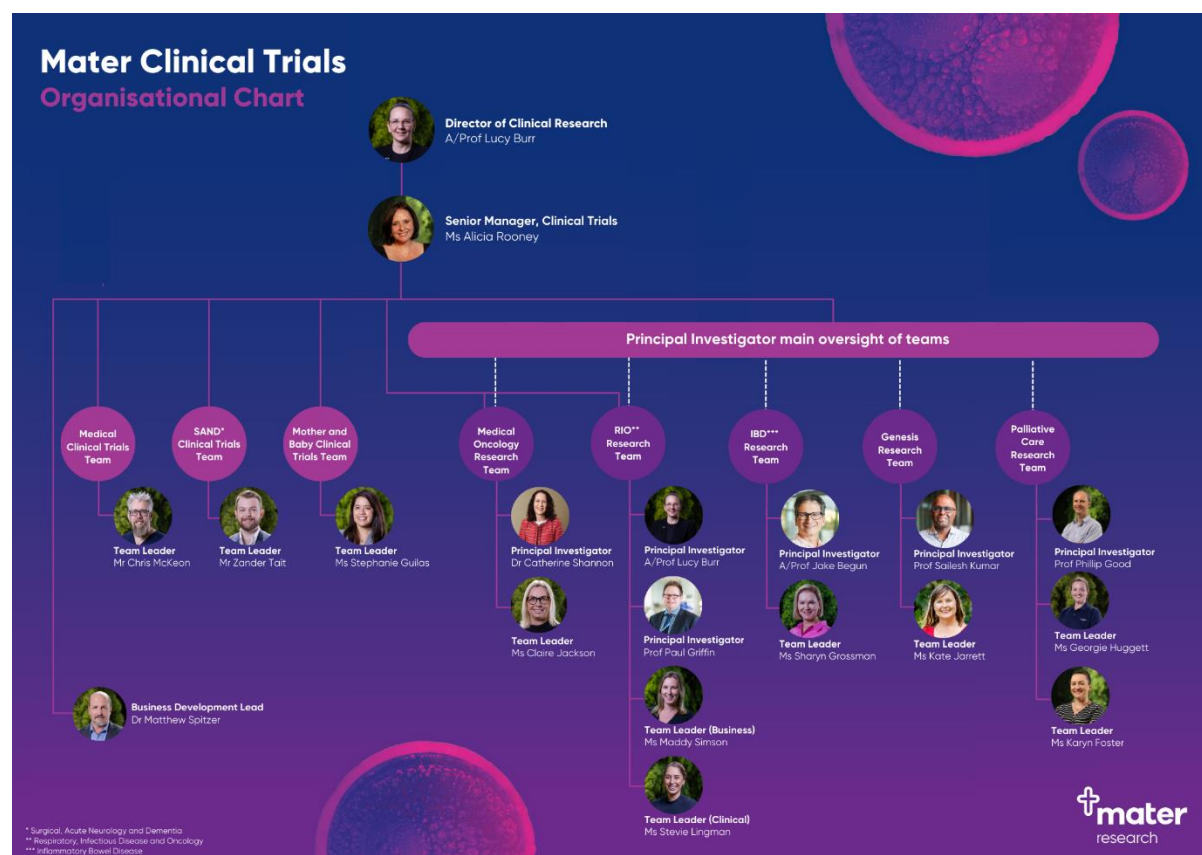 Mater Clinical Trials
Organisational Chart
Director of Clinical Research
A/Prof Lucy Burr
Senior Manager, Clinical Trials
Ms Alicia Rooney
Principal Investigator main oversight of teams
Medical
Clinical Trials
Team
SAND*
Clinical Trials
Team
Mother and
Baby Clinical
Trials Team
Medical
Oncology
Research
Team
RIO**
Research
Team
IBD***
Research
Team
Genesis
Research
Team
Palliative
Care
Research
Team
Team Leader
Mr Chris McKeon
Team Leader
Mr Zander Tait
Team Leader
Ms Stephanie Guilas
Principal Investigator
Dr Catherine Shannon
Team Leader
Ms Claire Jackson
Principal Investigator
A/Prof Lucy Burr
Principal Investigator
Prof Paul Griffin
Team Leader (Business)
Ms Maddy Simson
Team Leader (Clinical)
Ms Stevie Lingman
Principal Investigator
A/Prof Jake Begun
Team Leader
Ms Sharyn Grossman
Principal Investigator
Prof Sailesh Kumar
Team Leader
Ms Kate Jarrett
Principal Investigator
Prof Phillip Good
Team Leader
Ms Georgie Huggett
Team Leader
Ms Karyn Foster
Business Development Lead
Dr Matthew Spitzer
* Surgical, Acute Neurology and Dementia
** Respiratory, Infectious Disease and Oncology
*** Inflammatory Bowel Disease
mater
research